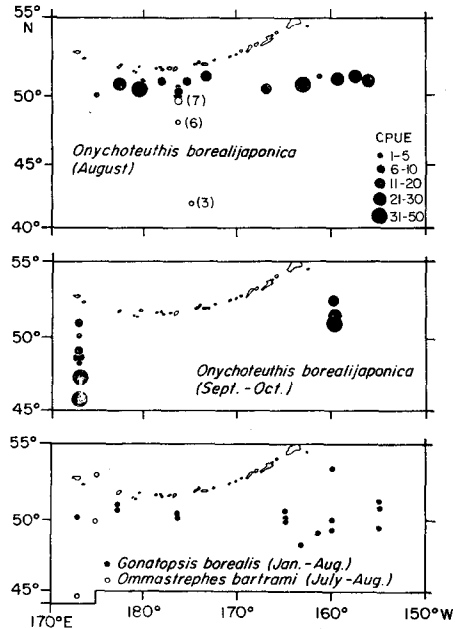 55°
N
50°
45°
40°
(7)
(6)
(3)
Onychoteuthis borealijaponica
(August)
CPUE
1-5
6-10
11-20
21-30
31-50
55°
50°
45°
Onychoteuthis borealijaponica
(Sept.-Oct.)
55°
50°
45°
Gonatopsis borealis (Jan.-Aug.)
Ommastrephes bartrami (July-Aug.)
170°E
180°
170°
160°
150°W